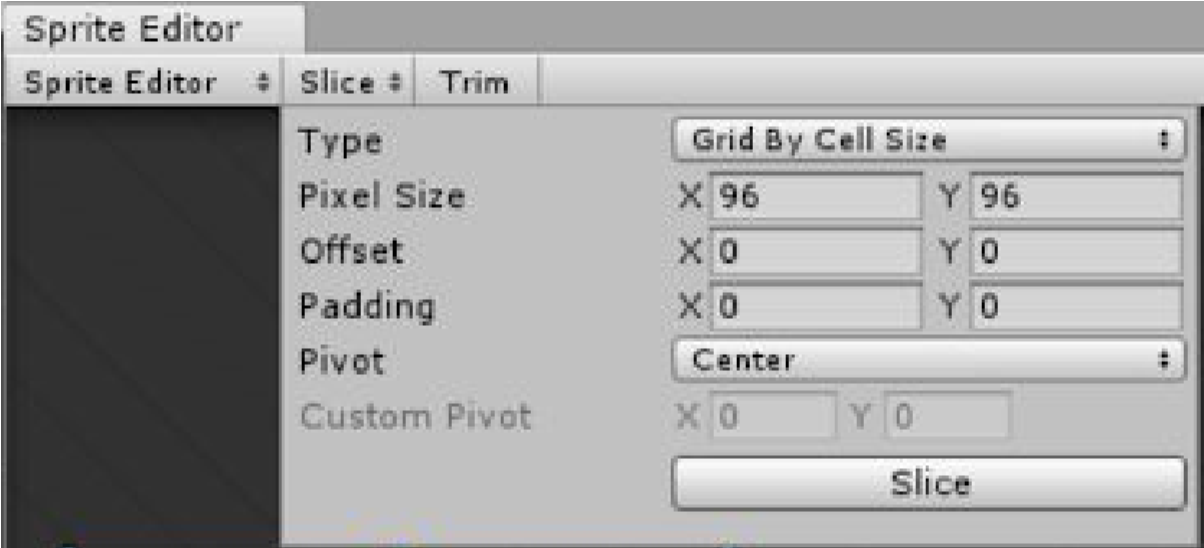 Sprite Editor
Sprite Editor Slice Trim
Type Grid By Cell Size
Pixel Size X 96 Y 96
Offset X 0 Y 0
Padding X 0 Y 0
Pivot Center
Custom Pivot X 0 Y 0
Slice